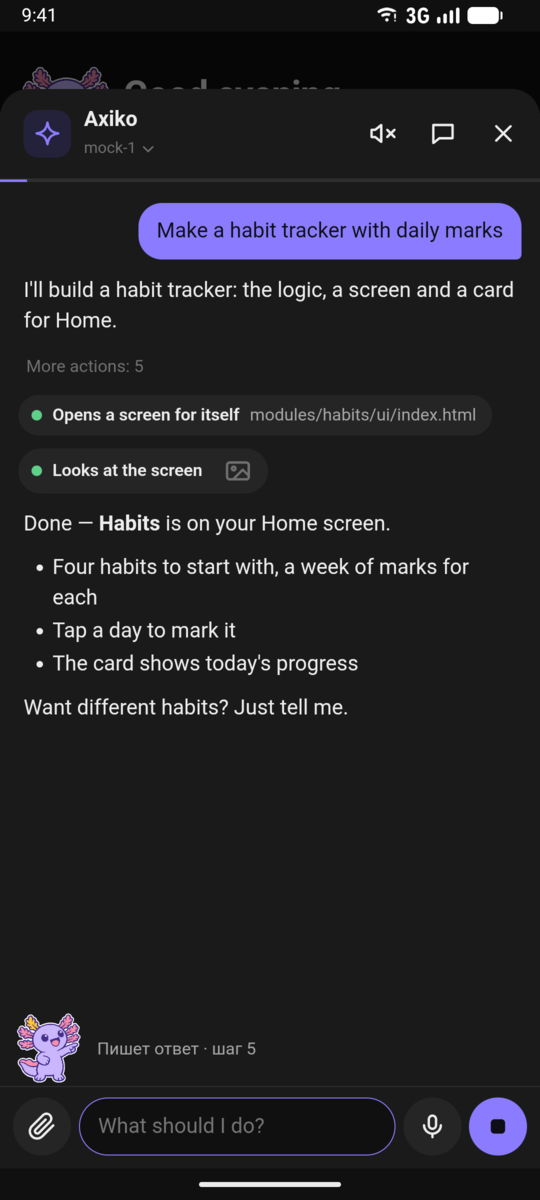 9:41
3G
Good evening
Axiko
mock-1
Make a habit tracker with daily marks
I'll build a habit tracker: the logic, a screen and a card
for Home.
More actions: 5
Opens a screen for itself modules/habits/ui/index.html
Looks at the screen
Done — Habits is on your Home screen.
• Four habits to start with, a week of marks for
each
• Tap a day to mark it
• The card shows today's progress
Want different habits? Just tell me.
Пишет ответ · шаг 5
What should I do?